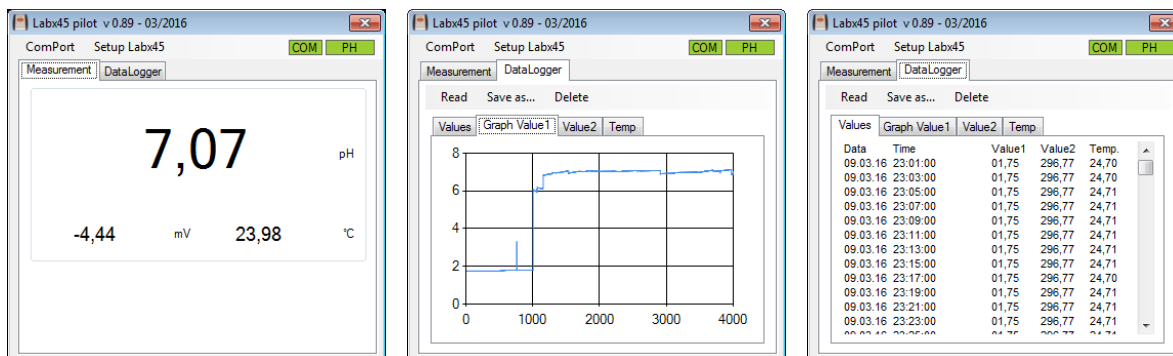 Labx45 pilot v 0.89 - 03/2016
ComPort Setup Labx45 COM PH
Measurement DataLogger
7,07 pH
-4,44 mV 23,98 °C
Labx45 pilot v 0.89 - 03/2016
ComPort Setup Labx45 COM PH
Measurement DataLogger
Read Save as... Delete
Values Graph Value1 Value2 Temp
8
6
4
2
0
0 1000 2000 3000 4000
Labx45 pilot v 0.89 - 03/2016
ComPort Setup Labx45 COM PH
Measurement DataLogger
Read Save as... Delete
Values Graph Value1 Value2 Temp
Data Time Value1 Value2 Temp.
09.03.16 23:01:00 01,75 296,77 24,70
09.03.16 23:03:00 01,75 296,77 24,70
09.03.16 23:05:00 01,75 296,77 24,71
09.03.16 23:07:00 01,75 296,77 24,71
09.03.16 23:09:00 01,75 296,77 24,71
09.03.16 23:11:00 01,75 296,77 24,71
09.03.16 23:13:00 01,75 296,77 24,71
09.03.16 23:15:00 01,75 296,77 24,71
09.03.16 23:17:00 01,75 296,77 24,70
09.03.16 23:19:00 01,75 296,77 24,71
09.03.16 23:21:00 01,75 296,77 24,71
09.03.16 23:23:00 01,75 296,77 24,71